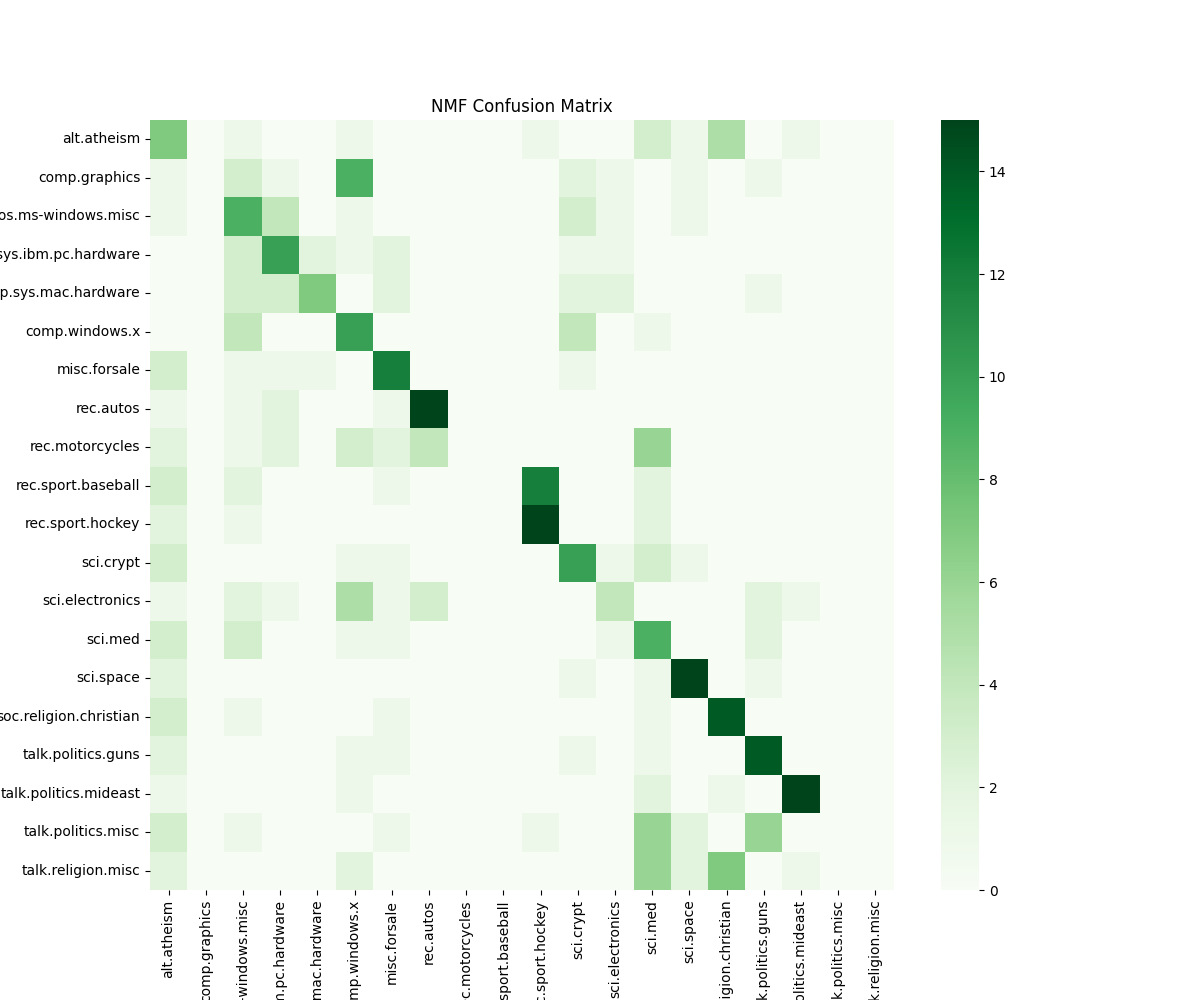 NMF Confusion Matrix
alt.atheism
comp.graphics
os.ms-windows.misc
sys.ibm.pc.hardware
p.sys.mac.hardware
comp.windows.x
misc.forsale
rec.autos
rec.motorcycles
rec.sport.baseball
rec.sport.hockey
sci.crypt
sci.electronics
sci.med
sci.space
soc.religion.christian
talk.politics.guns
talk.politics.mideast
talk.politics.misc
talk.religion.misc
alt.atheism
comp.graphics
-windows.misc
m.pc.hardware
mac.hardware
mp.windows.x
misc.forsale
rec.autos
c.motorcycles
sport.baseball
c.sport.hockey
sci.crypt
sci.electronics
sci.med
sci.space
igion.christian
k.politics.guns
olitics.mideast
k.politics.misc
k.religion.misc
14
12
10
8
6
4
2
0